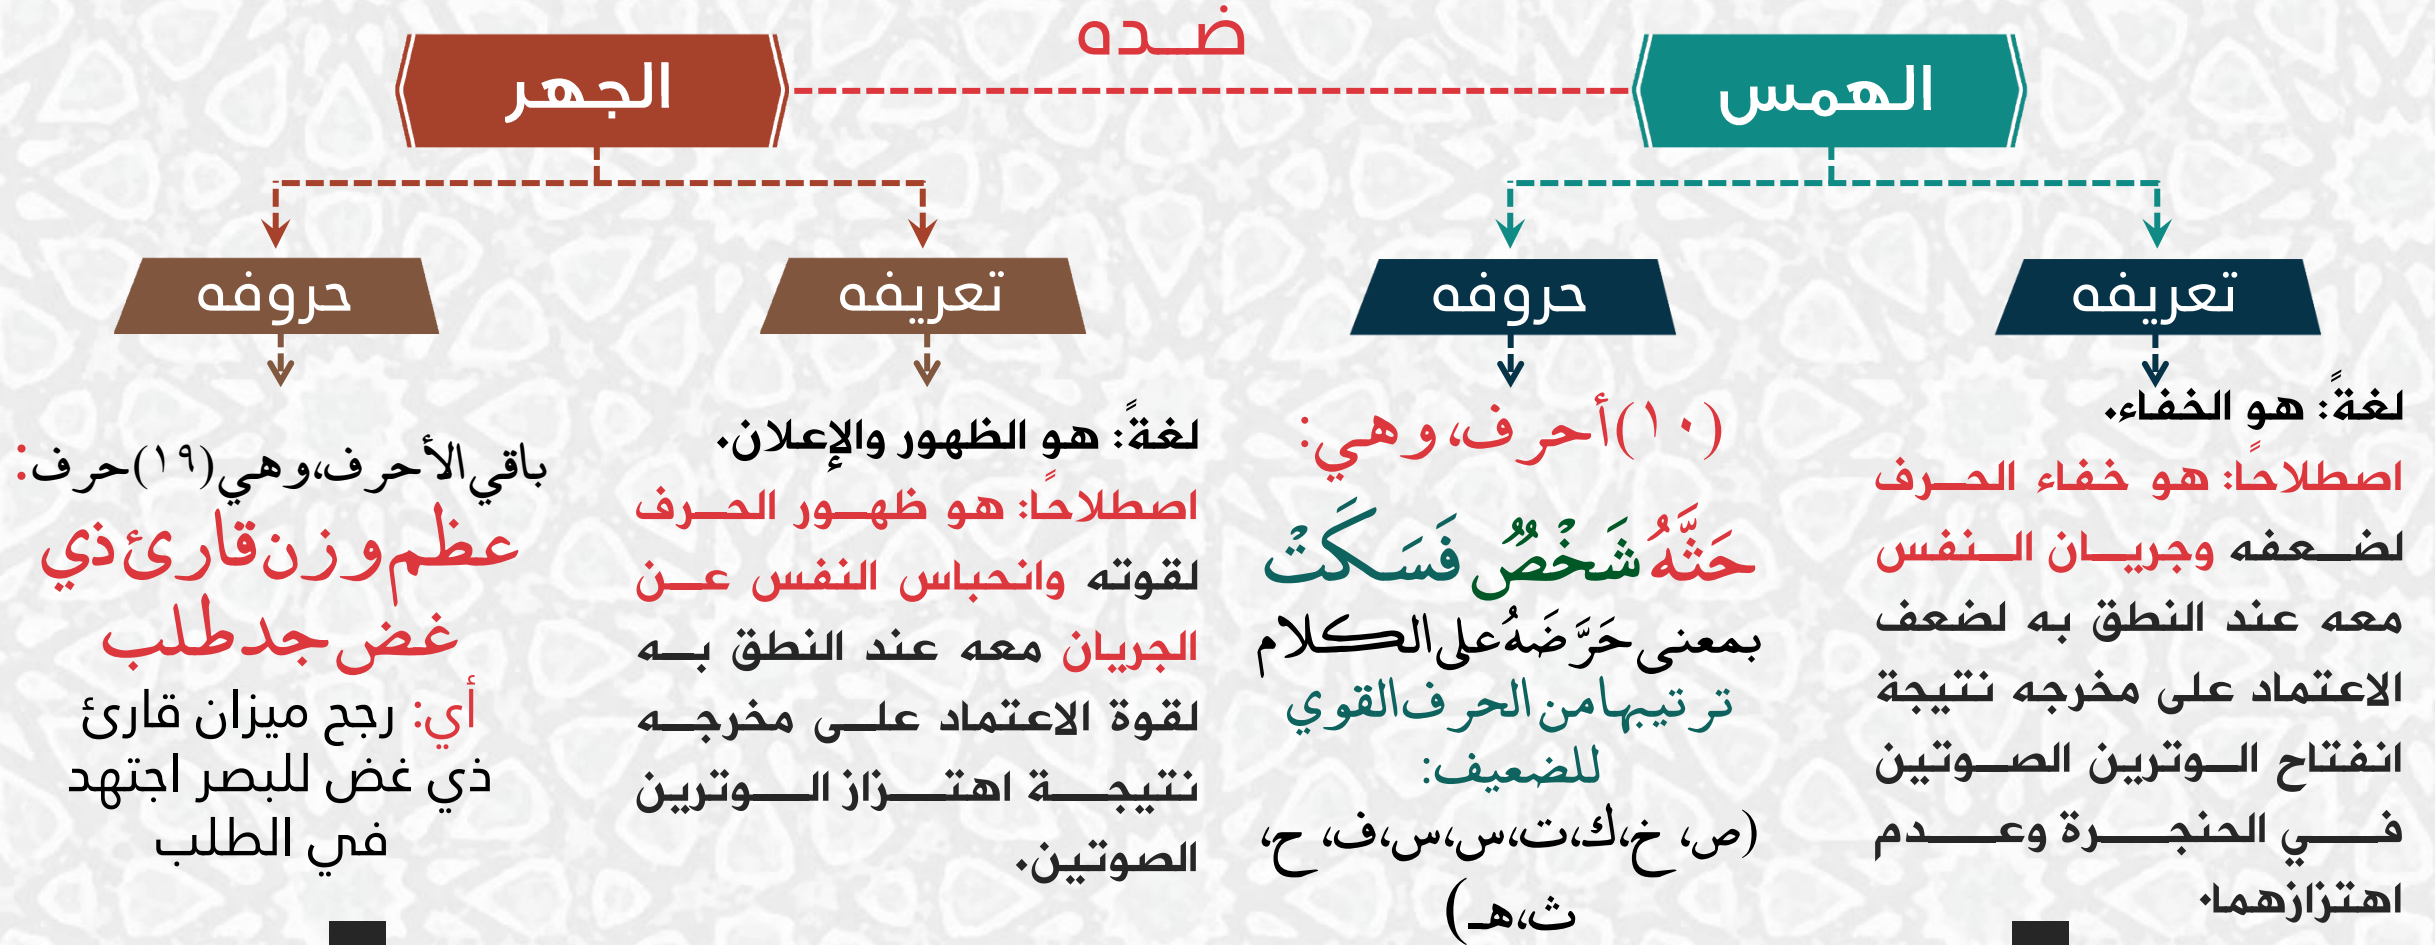 ضده
الهمس
الجهر
تعريفه
لغةً: هو الخفاء.
اصطلاحًا: هو خفاء الحرف
لضعفه وجريان النفس
معه عند النطق به لضعف
الاعتماد على مخرجه نتيجة
انفتاح الوترين الصوتين
في الحنجرة وعدم
اهتزازهما.
حروفه
(١٠) أحرف، وهي:
حَثَّهُ شَخْصٌ فَسَكَتْ
بمعنى حَرَّضَهُ على الكلام
ترتيبها من الحرف القوي
للضعيف:
(ص، خ،ك،ت،س،س،ف، ح،
ث،هـ)
تعريفه
لغةً: هو الظهور والإعلان.
اصطلاحًا: هو ظهور الحرف
لقوته وانحباس النفس عن
الجريان معه عند النطق به
لقوة الاعتماد على مخرجه
نتيجة اهتزاز الوترين
الصوتين.
حروفه
باقي الأحرف،وهي(١٩)حرف:
عظم وزن قارئ ذي
غض جد طلب
أي: رجح ميزان قارئ
ذي غض للبصر اجتهد
في الطلب